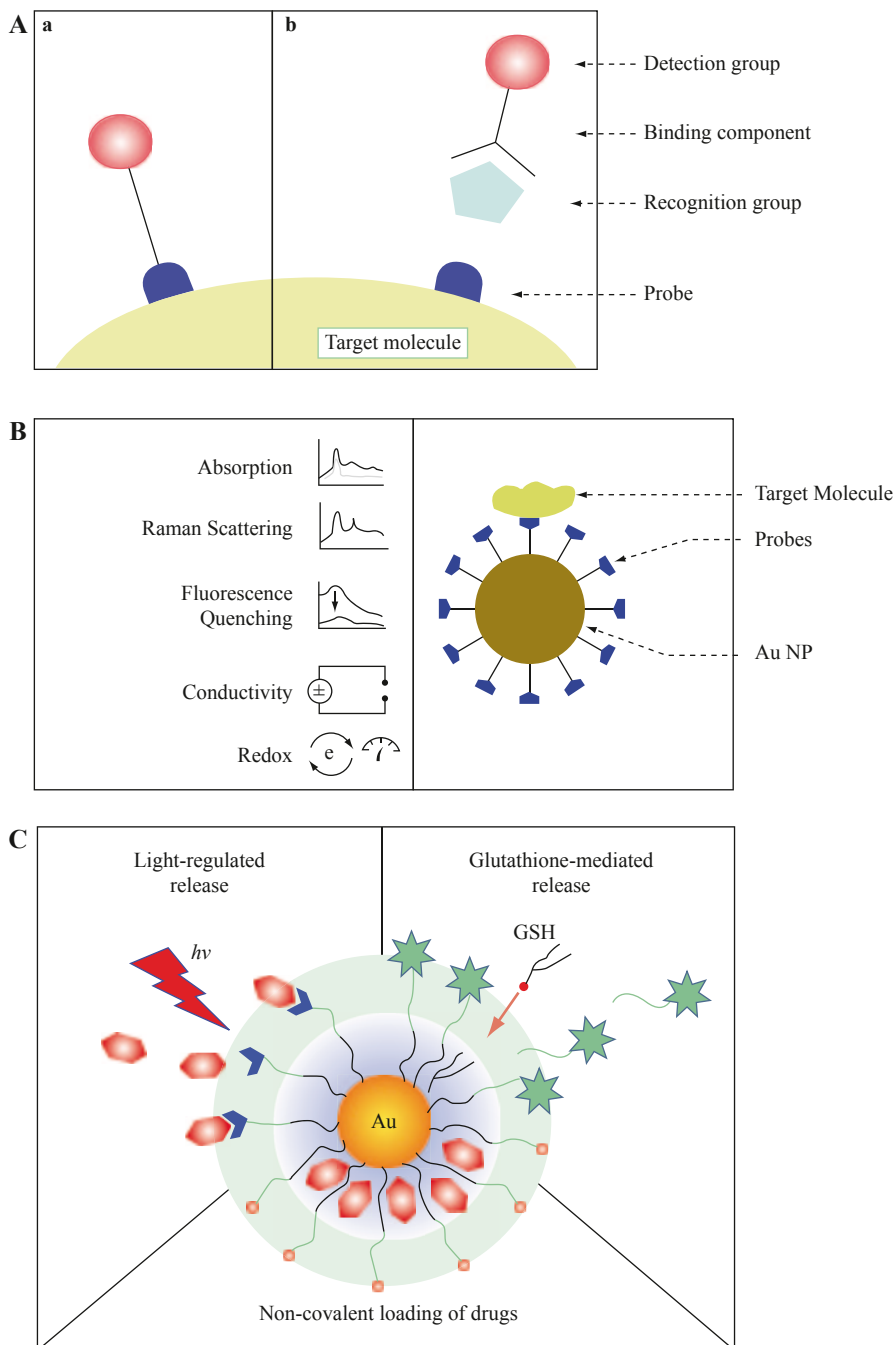 A
a
b
Detection group
Binding component
Recognition group
Probe
Target molecule
B
Absorption
Raman Scattering
Fluorescence
Quenching
Conductivity
±
Redox
e
Target Molecule
Probes
Au NP
C
Light-regulated
release
Glutathione-mediated
release
hν
GSH
Au
Non-covalent loading of drugs